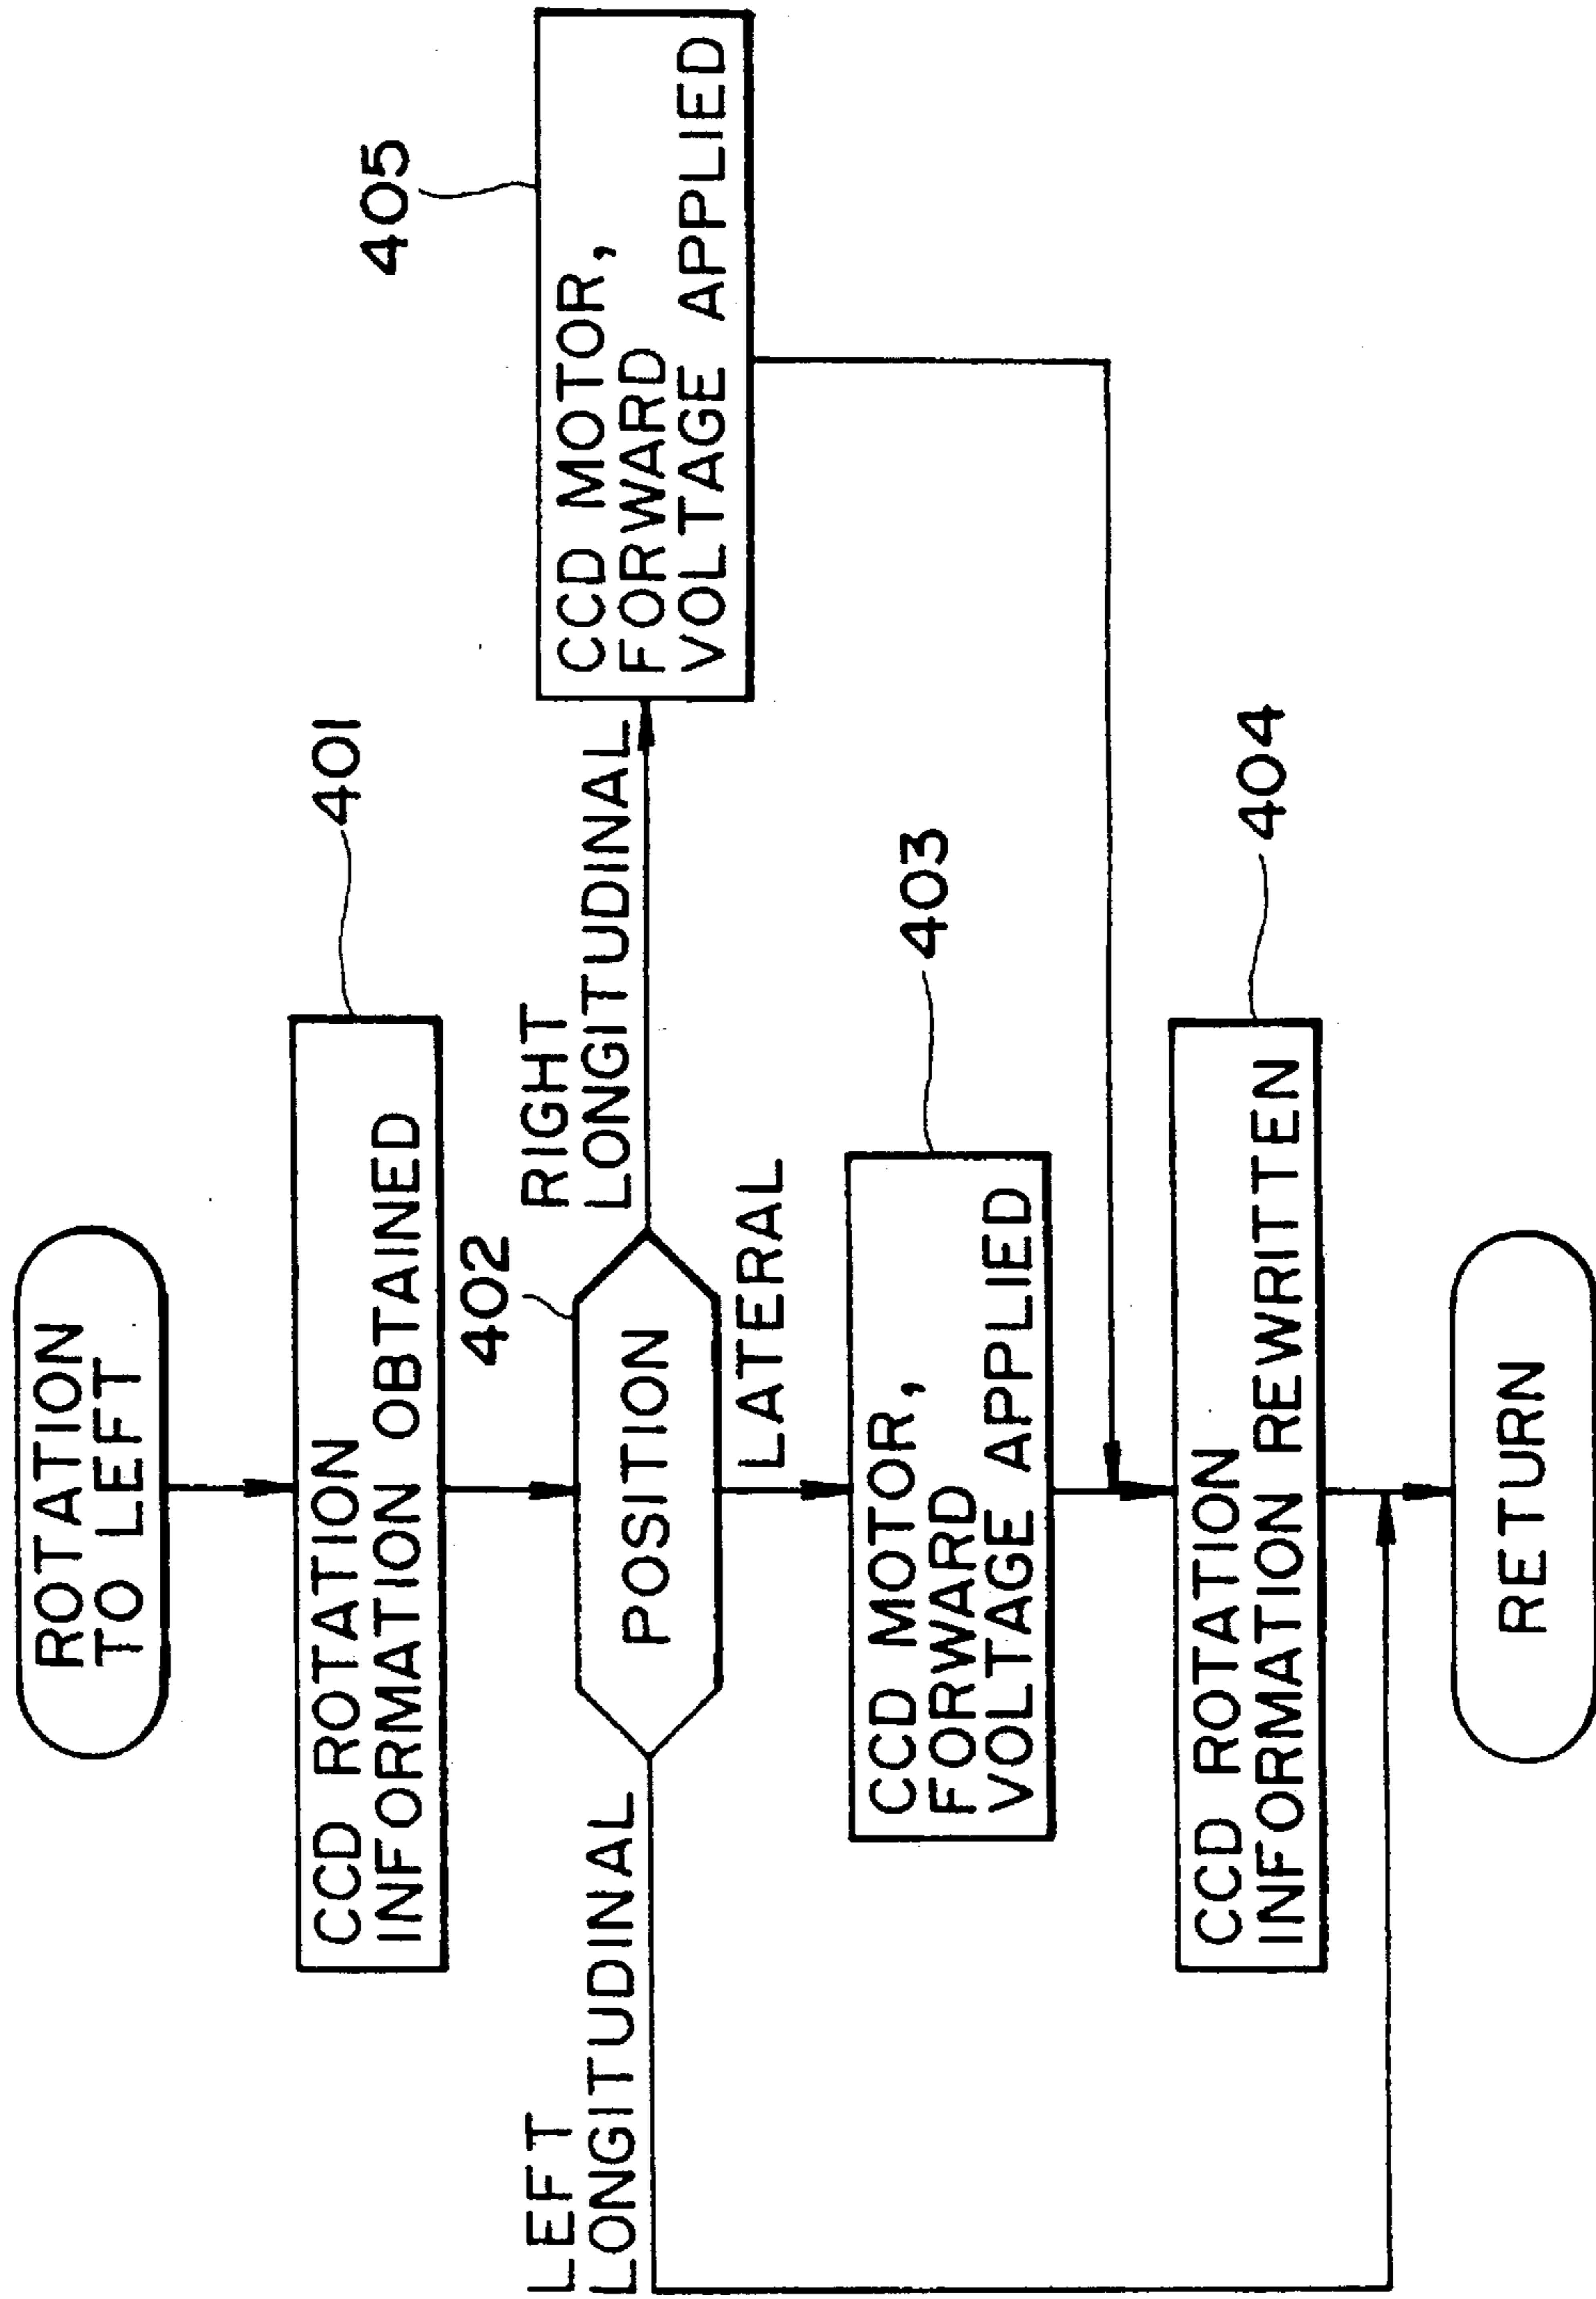 ROTATION
TO LEFT
CCD ROTATION
INFORMATION OBTAINED
401
402
POSITION
LEFT
LONGITUDINAL
RIGHT
LONGITUDINAL
LATERAL
CCD MOTOR,
FORWARD
VOLTAGE APPLIED
405
CCD MOTOR,
FORWARD
VOLTAGE APPLIED
403
CCD ROTATION
INFORMATION REWRITTEN
404
RETURN